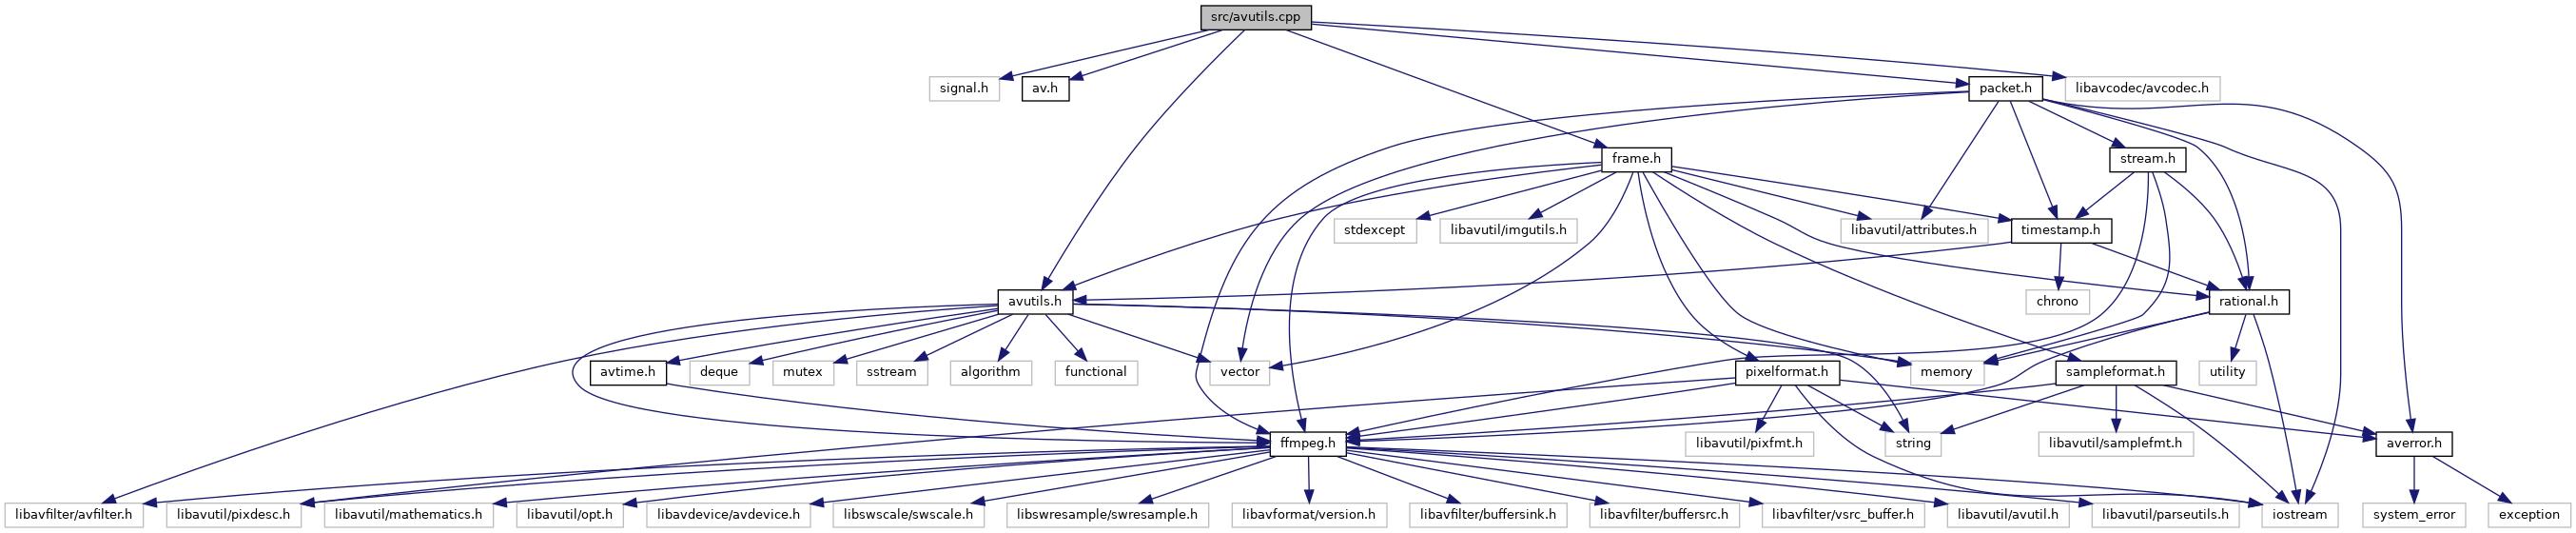 src/avutils.cpp
signal.h
av.h
packet.h
libavcodec/avcodec.h
frame.h
stream.h
stdexcept
libavutil/imgutils.h
libavutil/attributes.h
timestamp.h
avutils.h
chrono
rational.h
avtime.h
deque
mutex
sstream
algorithm
functional
vector
pixelformat.h
memory
sampleformat.h
utility
ffmpeg.h
libavutil/pixfmt.h
string
libavutil/samplefmt.h
averror.h
libavfilter/avfilter.h
libavutil/pixdesc.h
libavutil/mathematics.h
libavutil/opt.h
libavdevice/avdevice.h
libswscale/swscale.h
libswresample/swresample.h
libavformat/version.h
libavfilter/buffersink.h
libavfilter/buffersrc.h
libavfilter/vsrc_buffer.h
libavutil/avutil.h
libavutil/parseutils.h
iostream
system_error
exception